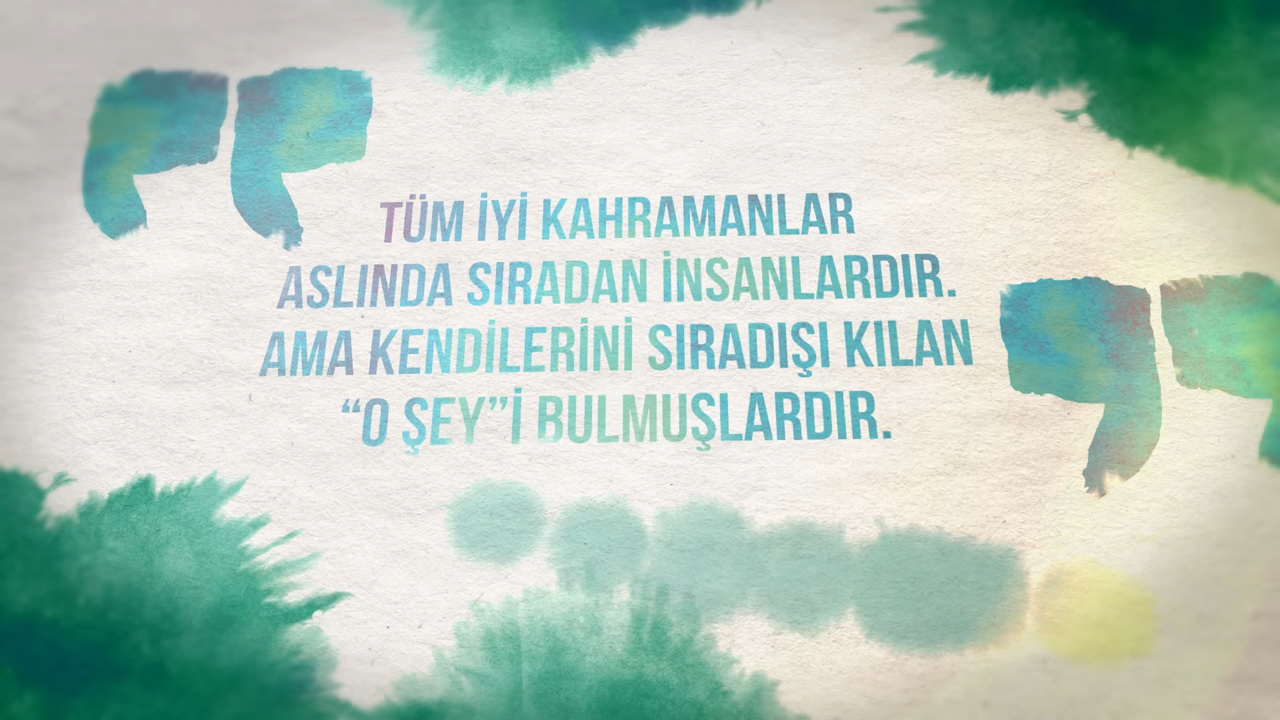 TÜM İYİ KAHRAMANLAR
ASLINDA SIRADAN İNSANLARDIR.
AMA KENDİLERİNİ SIRADIŞI KILAN
“O ŞEY”İ BULMUŞLARDIR.